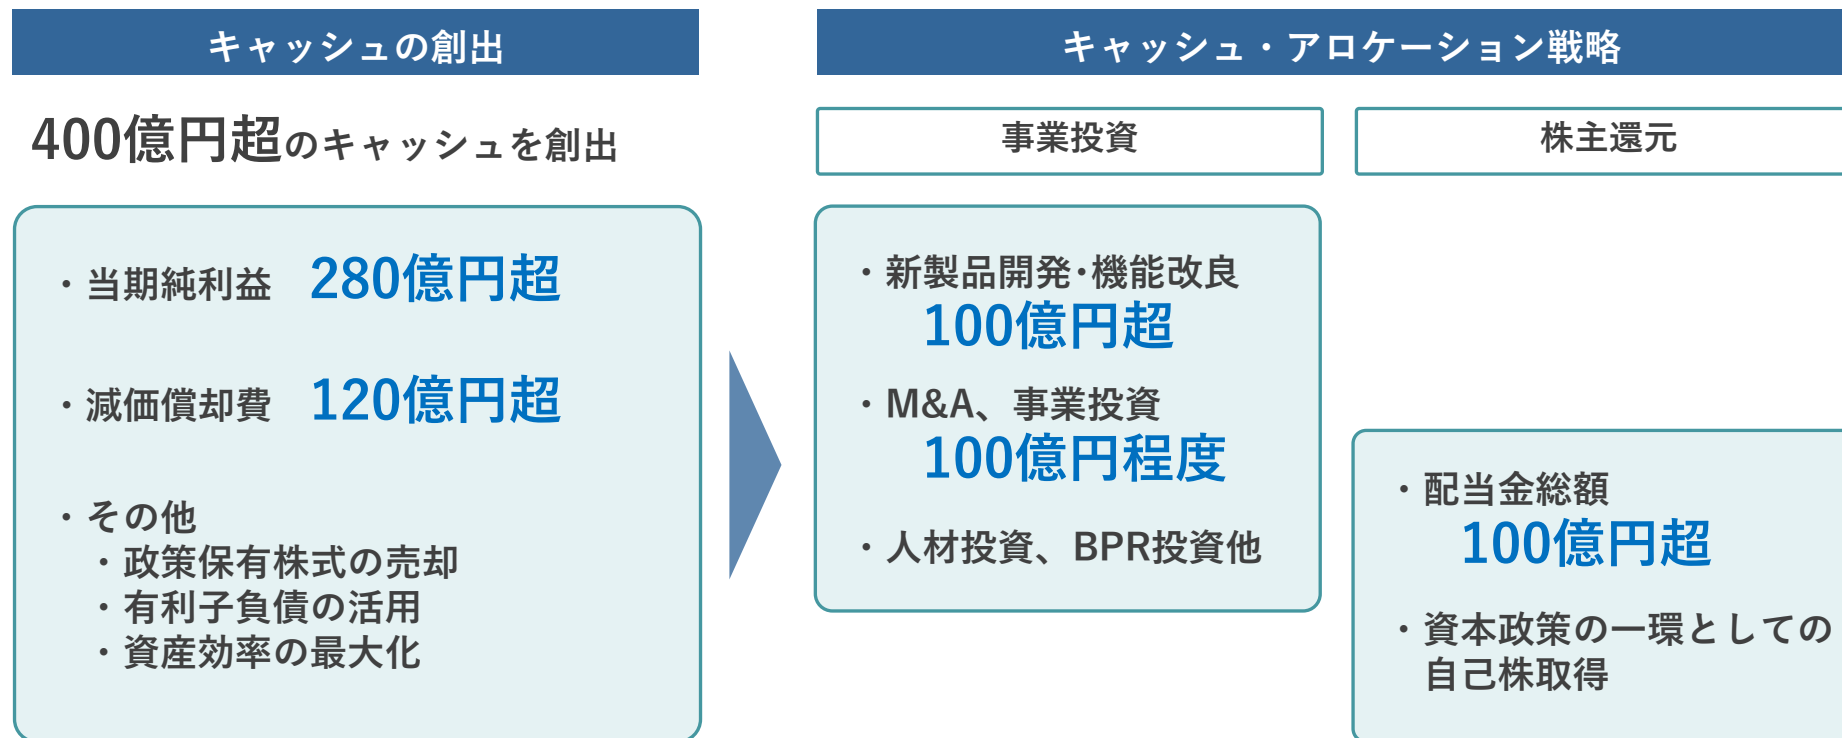 キャッシュの創出
400億円超のキャッシュを創出
・当期純利益 280億円超
・減価償却費 120億円超
・その他
・政策保有株式の売却
・有利子負債の活用
・資産効率の最大化
キャッシュ・アロケーション戦略
事業投資
・新製品開発･機能改良
100億円超
・M&A、事業投資
100億円程度
・人材投資、BPR投資他
株主還元
・配当金総額
100億円超
・資本政策の一環としての
自己株取得